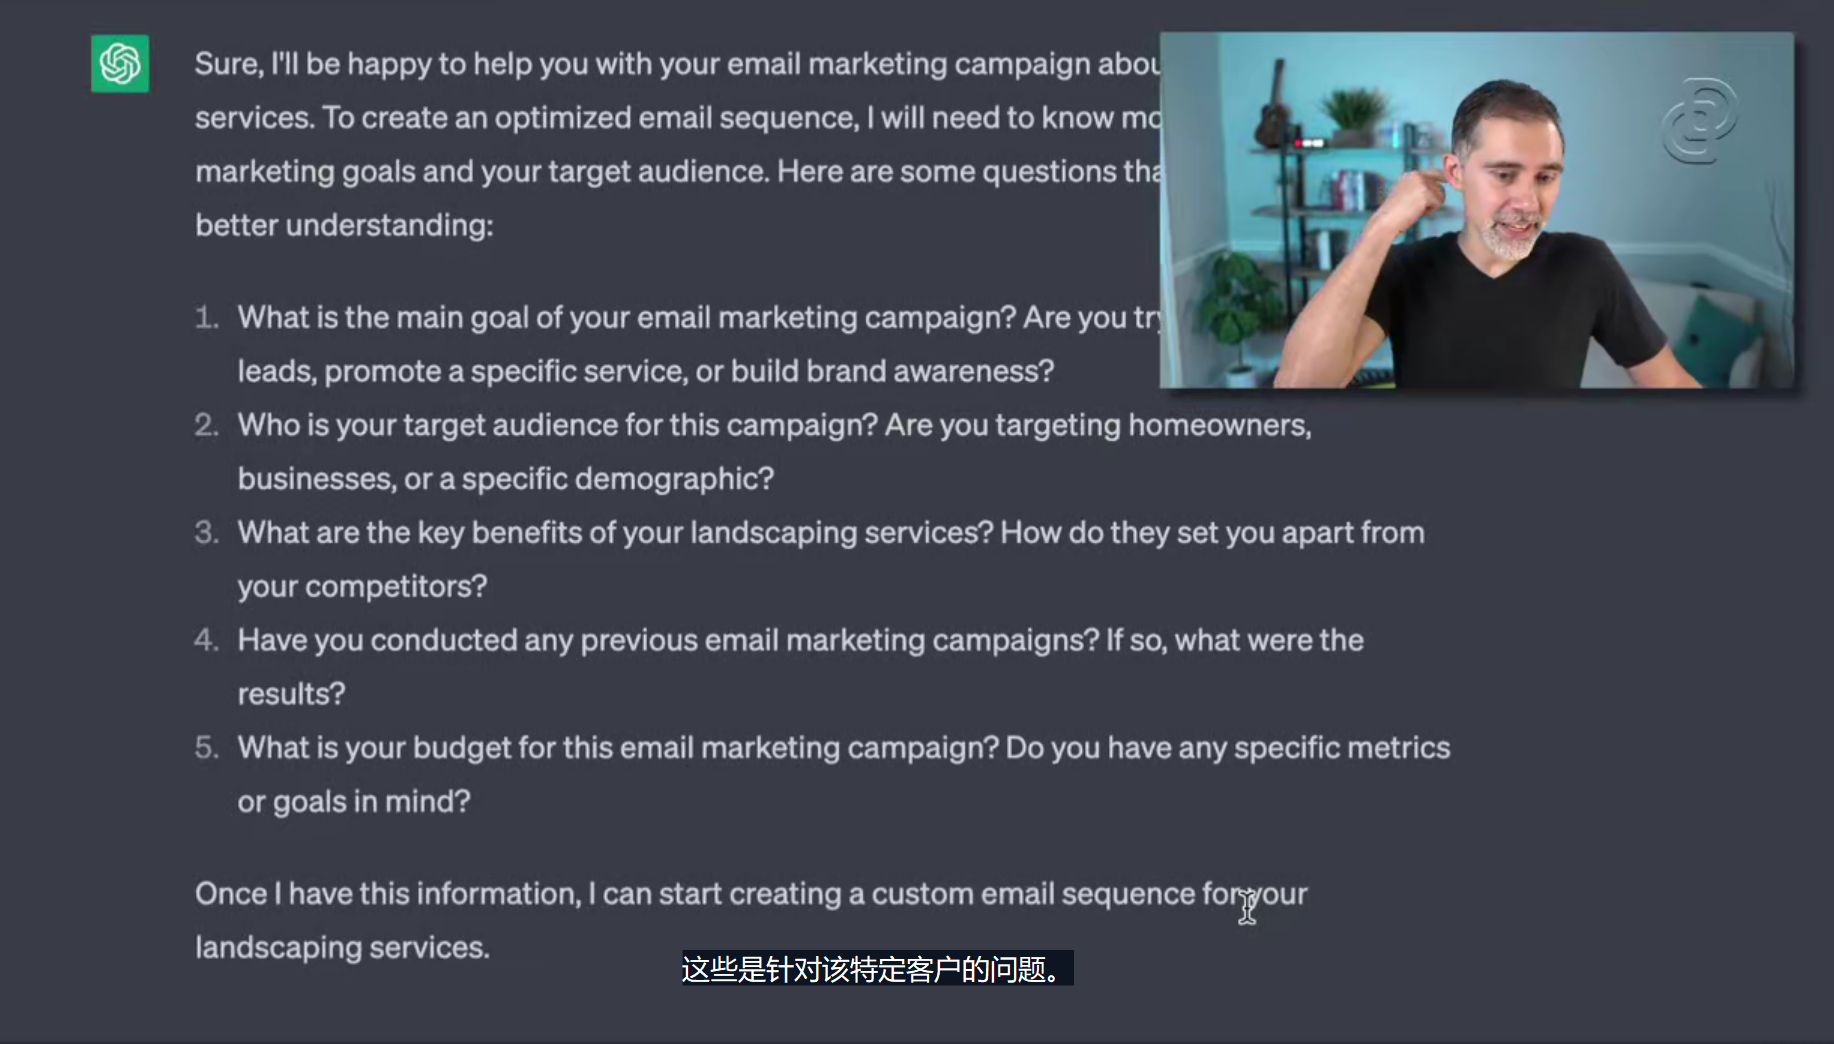 Sure, I'll be happy to help you with your email marketing campaign
services. To create an optimized email sequence, I will need to know
marketing goals and your target audience. Here are some questions
better understanding:
1. What is the main goal of your email marketing campaign? Are you
leads, promote a specific service, or build brand awareness?
2. Who is your target audience for this campaign? Are you targeting homeowners,
businesses, or a specific demographic?
3. What are the key benefits of your landscaping services? How do they set you apart from
your competitors?
4. Have you conducted any previous email marketing campaigns? If so, what were the
results?
5. What is your budget for this email marketing campaign? Do you have any specific metrics
or goals in mind?
Once I have this information, I can start creating a custom email sequence for your
landscaping services.
这些是针对该特定客户的问题。